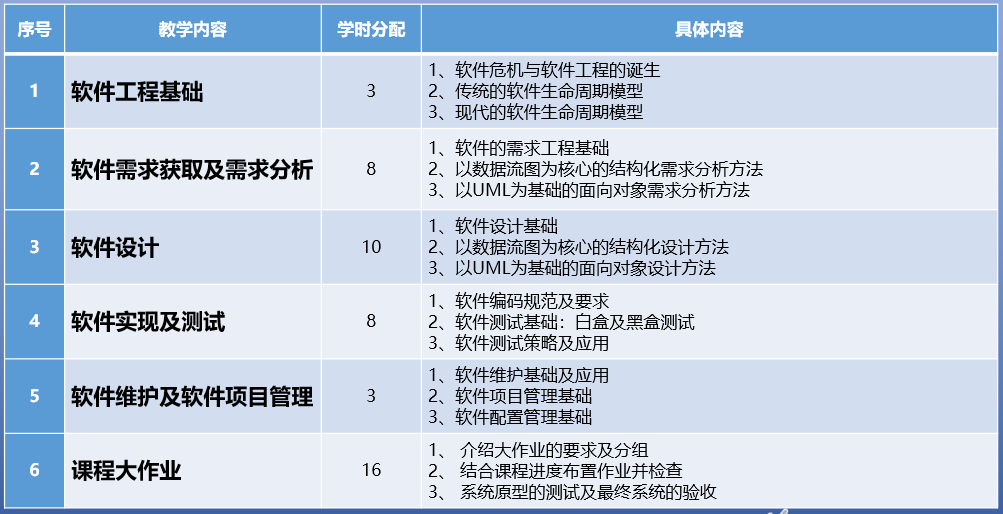 序号 教学内容 学时分配 具体内容
1 软件工程基础 3
1、软件危机与软件工程的诞生
2、传统的软件生命周期模型
3、现代的软件生命周期模型
2 软件需求获取及需求分析 8
1、软件的需求工程基础
2、以数据流图为核心的结构化需求分析方法
3、以UML为基础的面向对象需求分析方法
3 软件设计 10
1、软件设计基础
2、以数据流图为核心的结构化设计方法
3、以UML为基础的面向对象设计方法
4 软件实现及测试 8
1、软件编码规范及要求
2、软件测试基础：白盒及黑盒测试
3、软件测试策略及应用
5 软件维护及软件项目管理 3
1、软件维护基础及应用
2、软件项目管理基础
3、软件配置管理基础
6 课程大作业 16
1、 介绍大作业的要求及分组
2、 结合课程进度布置作业并检查
3、 系统原型的测试及最终系统的验收